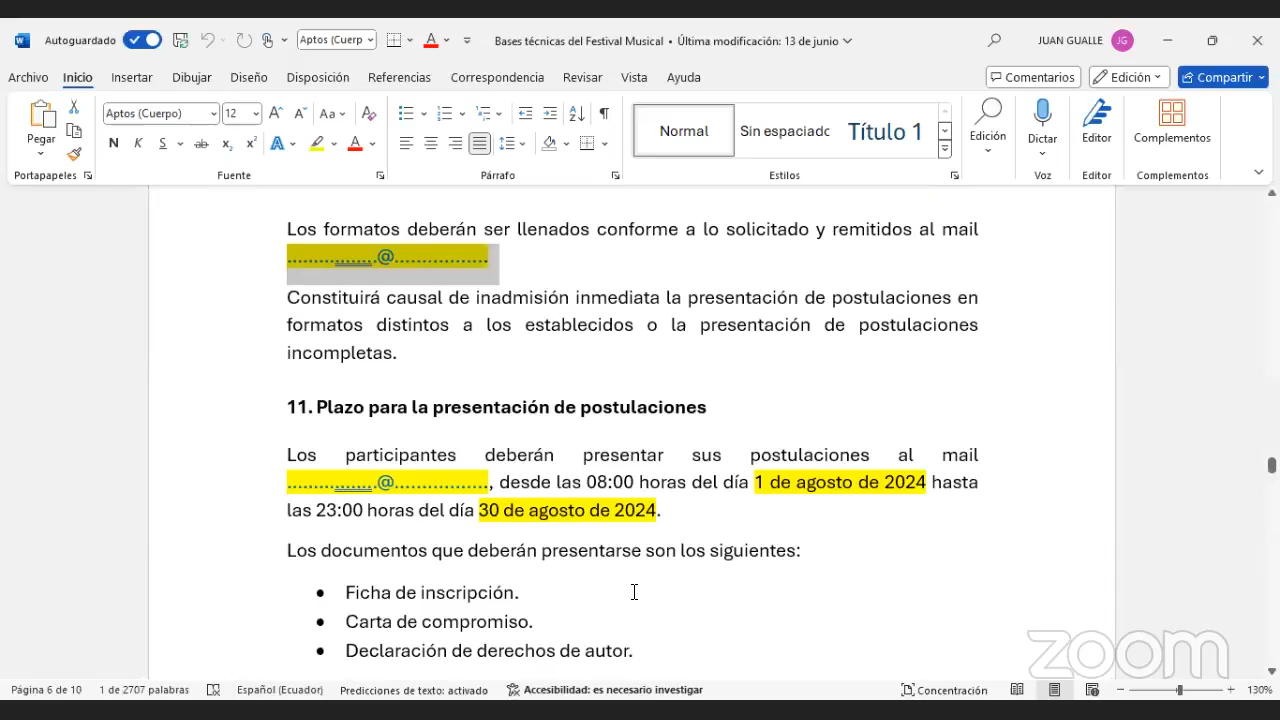 Autoguardado
Aptos (Cuerp
Bases técnicas del Festival Musical • Última modificación: 13 de junio
JUAN GUALLE
JG
Archivo Inicio Insertar Dibujar Diseño Disposición Referencias Correspondencia Revisar Vista Ayuda
Comentarios
Edición
Compartir
Pegar
Portapapeles
Aptos (Cuerpo) 12
Fuente
Párrafo
Normal
Sin espaciado
Título 1
Estilos
Edición
Dictar
Voz
Editor
Editor
Complementos
Complementos
Los formatos deberán ser llenados conforme a lo solicitado y remitidos al mail
................@.................
Constituirá causal de inadmisión inmediata la presentación de postulaciones en
formatos distintos a los establecidos o la presentación de postulaciones
incompletas.
11. Plazo para la presentación de postulaciones
Los participantes deberán presentar sus postulaciones al mail
................@................., desde las 08:00 horas del día 1 de agosto de 2024 hasta
las 23:00 horas del día 30 de agosto de 2024.
Los documentos que deberán presentarse son los siguientes:
• Ficha de inscripción.
• Carta de compromiso.
• Declaración de derechos de autor.
zoom
Página 6 de 10 1 de 2707 palabras Español (Ecuador) Predicciones de texto: activado Accesibilidad: es necesario investigar Concentración 130%